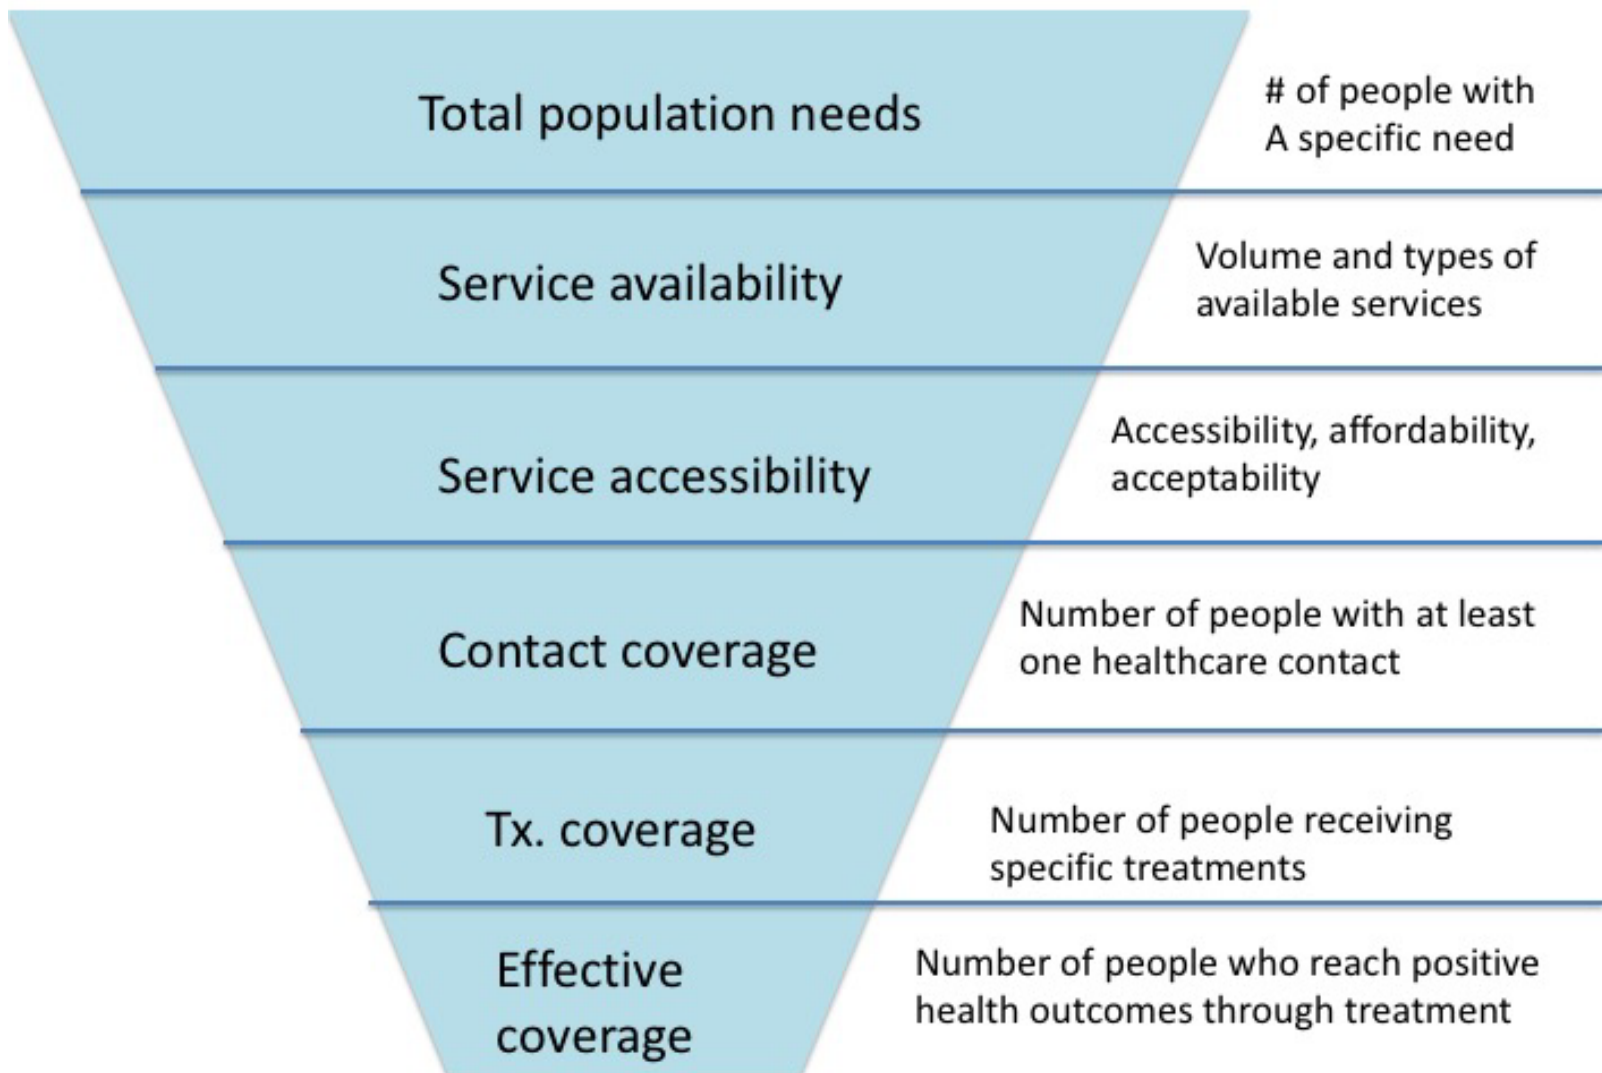 Total population needs
# of people with
A specific need
Service availability
Volume and types of
available services
Service accessibility
Accessibility, affordability,
acceptability
Contact coverage
Number of people with at least
one healthcare contact
Tx. coverage
Number of people receiving
specific treatments
Effective
coverage
Number of people who reach positive
health outcomes through treatment